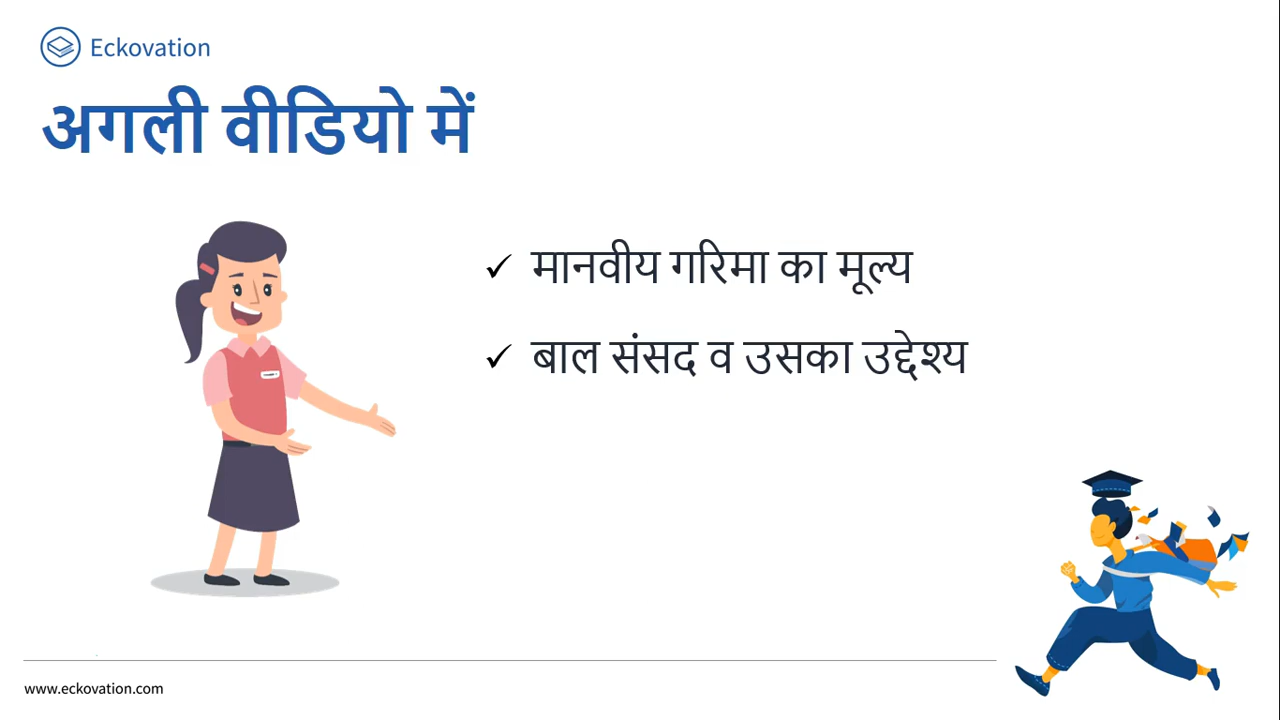 Eckovation
अगली वीडियो में
✓ मानवीय गरिमा का मूल्य
✓ बाल संसद व उसका उद्देश्य
www.eckovation.com